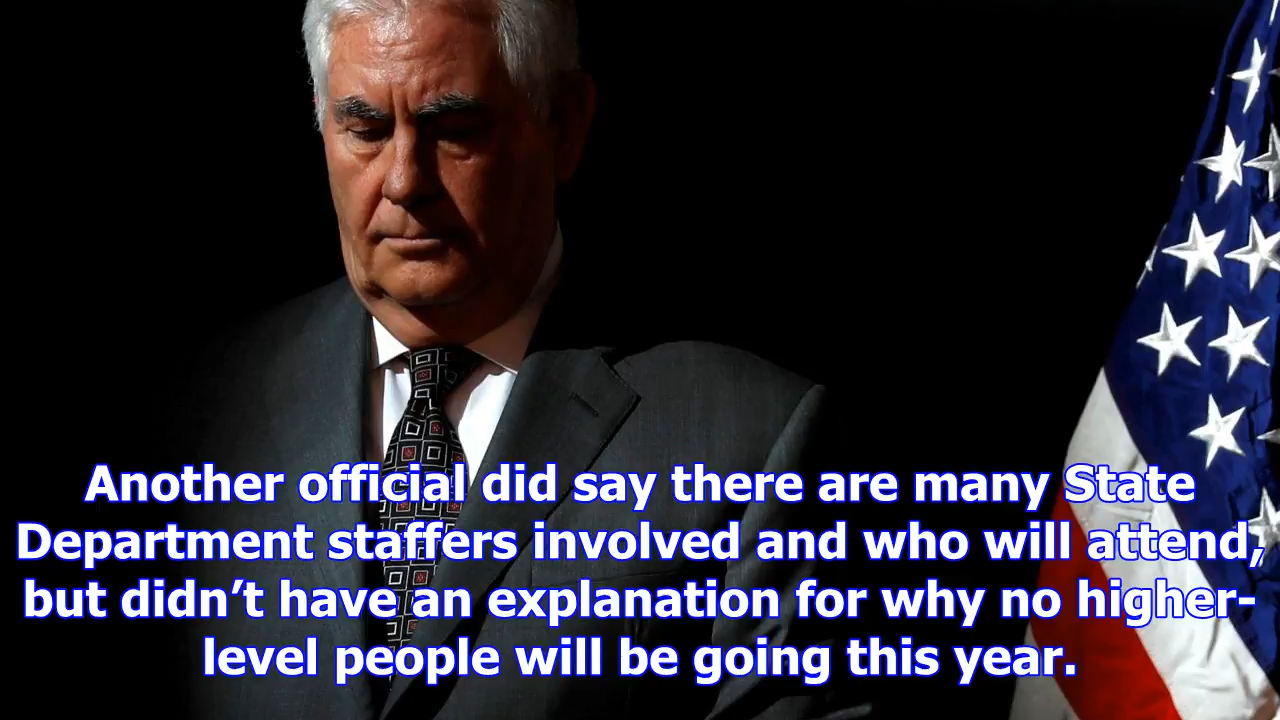 Another official did say there are many State
Department staffers involved and who will attend,
but didn’t have an explanation for why no higher-
level people will be going this year.